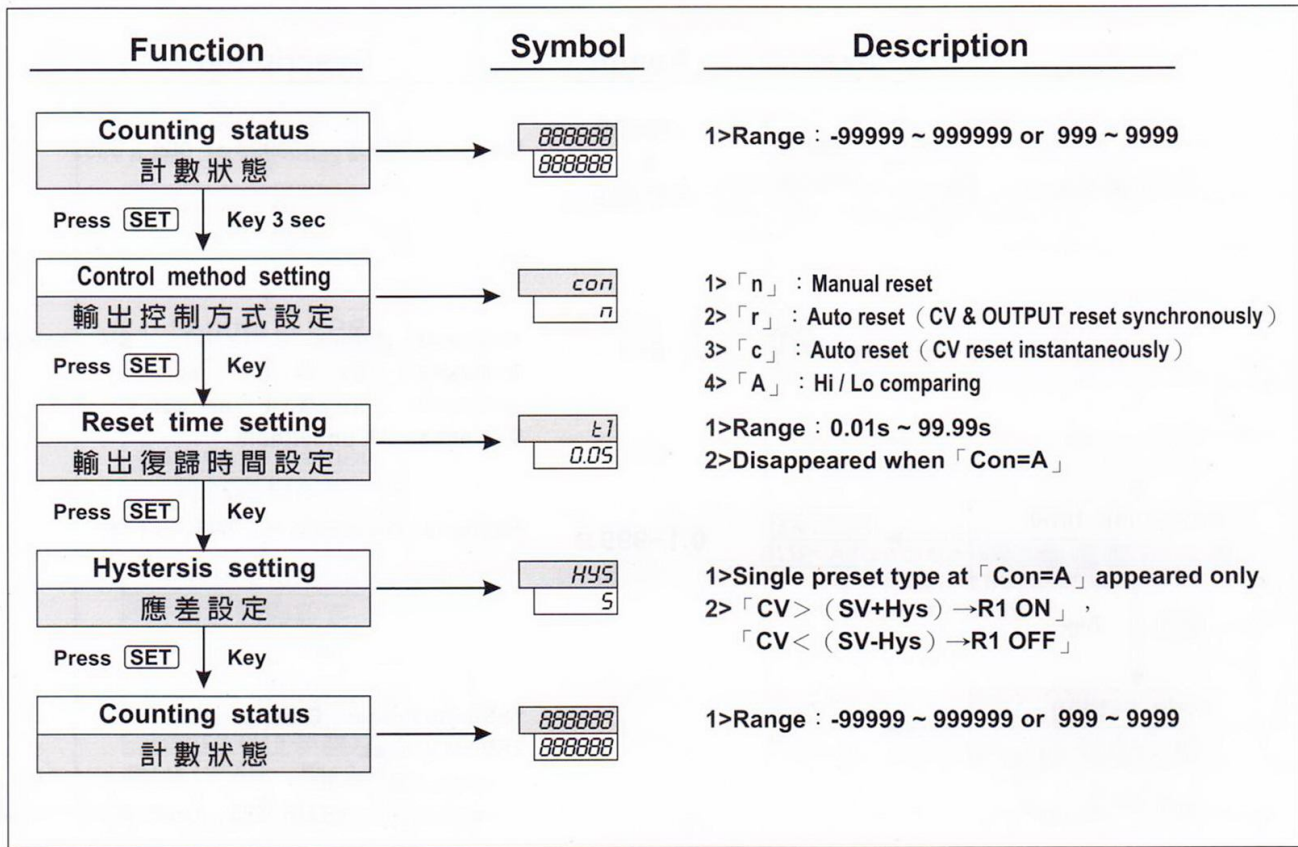 Function Symbol Description
Counting status
計數狀態
888888
888888
1>Range：-99999 ~ 999999 or 999 ~ 9999
Press SET Key 3 sec
Control method setting
輸出控制方式設定
con
n
1>「n」：Manual reset
2>「r」：Auto reset（CV & OUTPUT reset synchronously）
3>「c」：Auto reset（CV reset instantaneously）
4>「A」：Hi / Lo comparing
Press SET Key
Reset time setting
輸出復歸時間設定
t1
0.05
1>Range：0.01s ~ 99.99s
2>Disappeared when「Con=A」
Press SET Key
Hystersis setting
應差設定
HYS
5
1>Single preset type at「Con=A」appeared only
2>「CV＞（SV+Hys）→R1 ON」，
「CV＜（SV-Hys）→R1 OFF」
Press SET Key
Counting status
計數狀態
888888
888888
1>Range：-99999 ~ 999999 or 999 ~ 9999